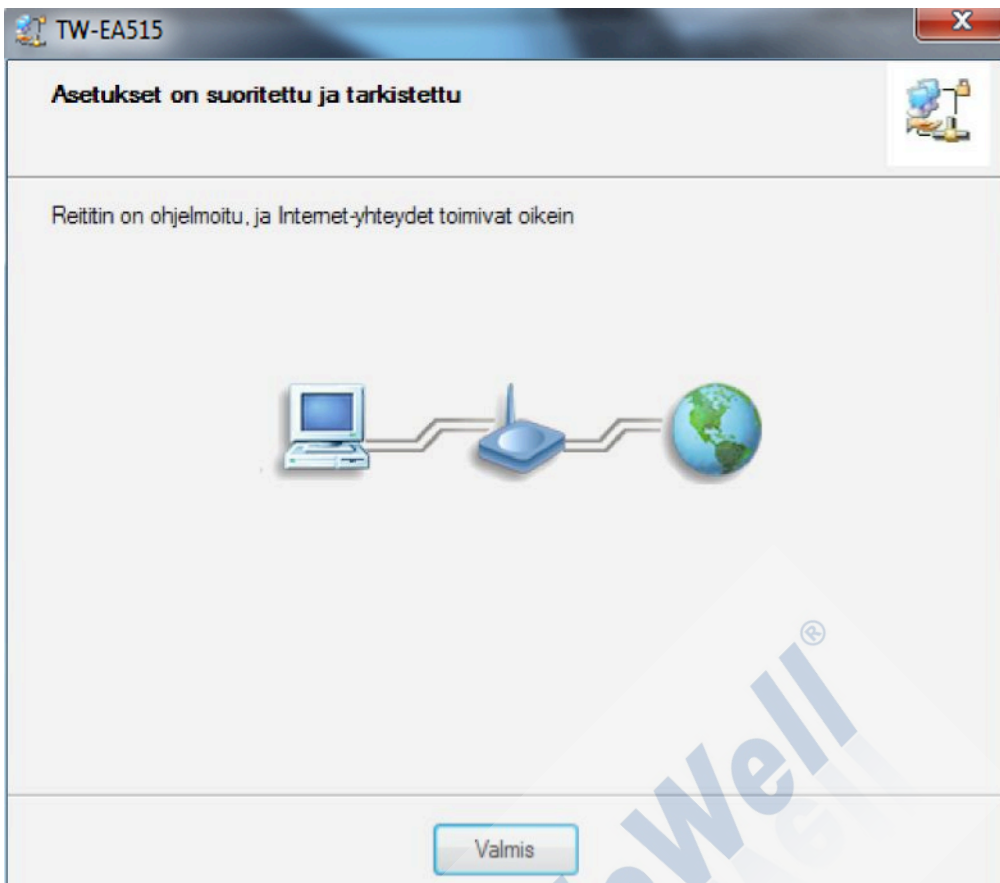 TW-EA515
Asetukset on suoritettu ja tarkistettu
Reititin on ohjelmoitu, ja Internet-yhteydet toimivat oikein
Valmis